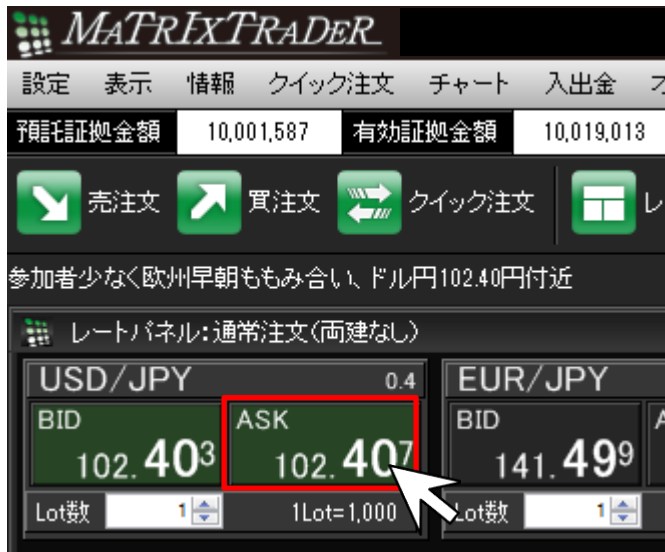 MATRIXTRADER
設定 表示 情報 クイック注文 チャート 入出金
預託証拠金額 10,001,587 有効証拠金額 10,019,013
売注文 買注文 クイック注文 レ
参加者少なく欧州早朝ももみ合い、ドル円102.40円付近
レートパネル:通常注文(両建なし)
USD/JPY 0.4 EUR/JPY
BID ASK BID
102.403 102.407 141.499
Lot数 1 1Lot=1,000 Lot数 1